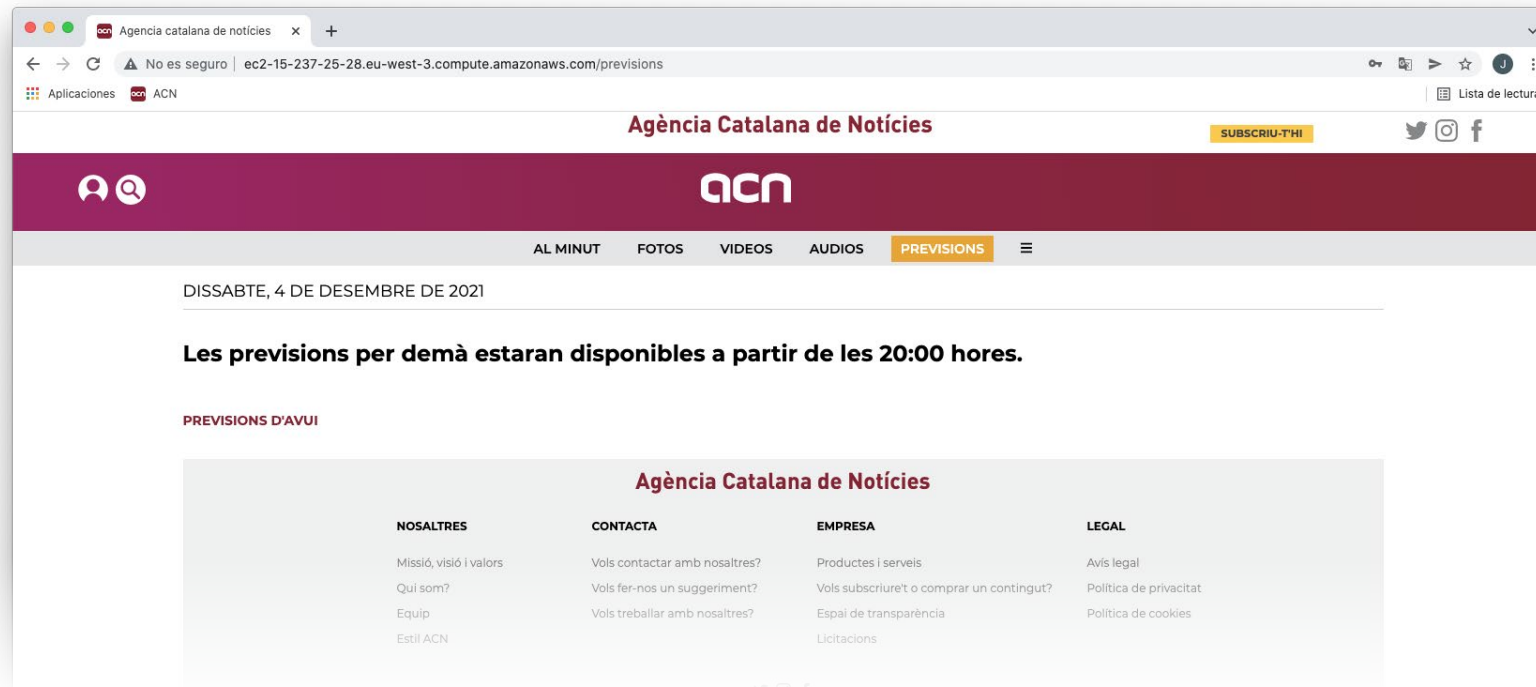 acn Agencia catalana de notícies
No es seguro ec2-15-237-25-28.eu-west-3.compute.amazonaws.com/previsions
J
Aplicaciones acn ACN Lista de lectura
Agència Catalana de Notícies
SUBSCRIU-T'HI
acn
AL MINUT FOTOS VIDEOS AUDIOS PREVISIONS
DISSABTE, 4 DE DESEMBRE DE 2021
Les previsions per demà estaran disponibles a partir de les 20:00 hores.
PREVISIONS D'AVUI
Agència Catalana de Notícies
NOSALTRES CONTACTA EMPRESA LEGAL
Missió, visió i valors Vols contactar amb nosaltres? Productes i serveis Avís legal
Qui som? Vols fer-nos un suggeriment? Vols subscriure't o comprar un contingut? Política de privacitat
Equip Vols treballar amb nosaltres? Espai de transparència Política de cookies
Estil ACN Licitacions